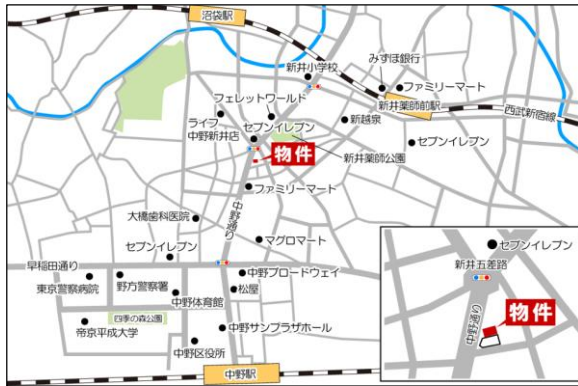 沼袋駅
みずほ銀行
新井小学校
ファミリーマート
フェレットワールド
新井薬師前駅
西武新宿線
ライフ
中野新井店
セブンイレブン
新越泉
セブンイレブン
物件
新井薬師公園
ファミリーマート
中野通り
大橋歯科医院
セブンイレブン
マグロマート
早稲田通り
東京警察病院
野方警察署
中野体育館
中野ブロードウェイ
松屋
四季の森公園
帝京平成大学
中野サンプラザホール
中野区役所
中野駅
セブンイレブン
新井五差路
物件
中野通り